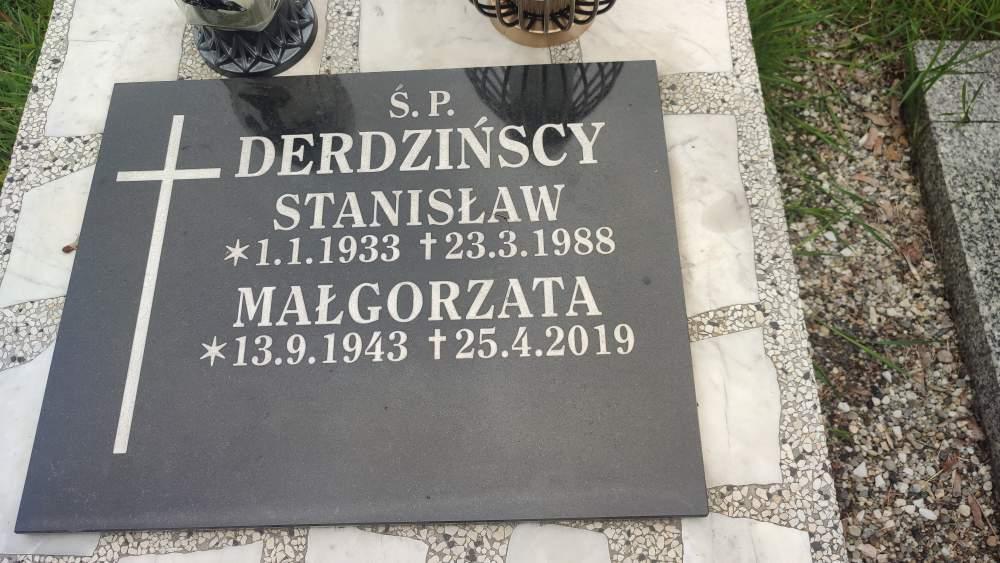 Ś. P.
DERDZIŃSCY
STANISŁAW
*1.1.1933 †23.3.1988
MAŁGORZATA
*13.9.1943 †25.4.2019